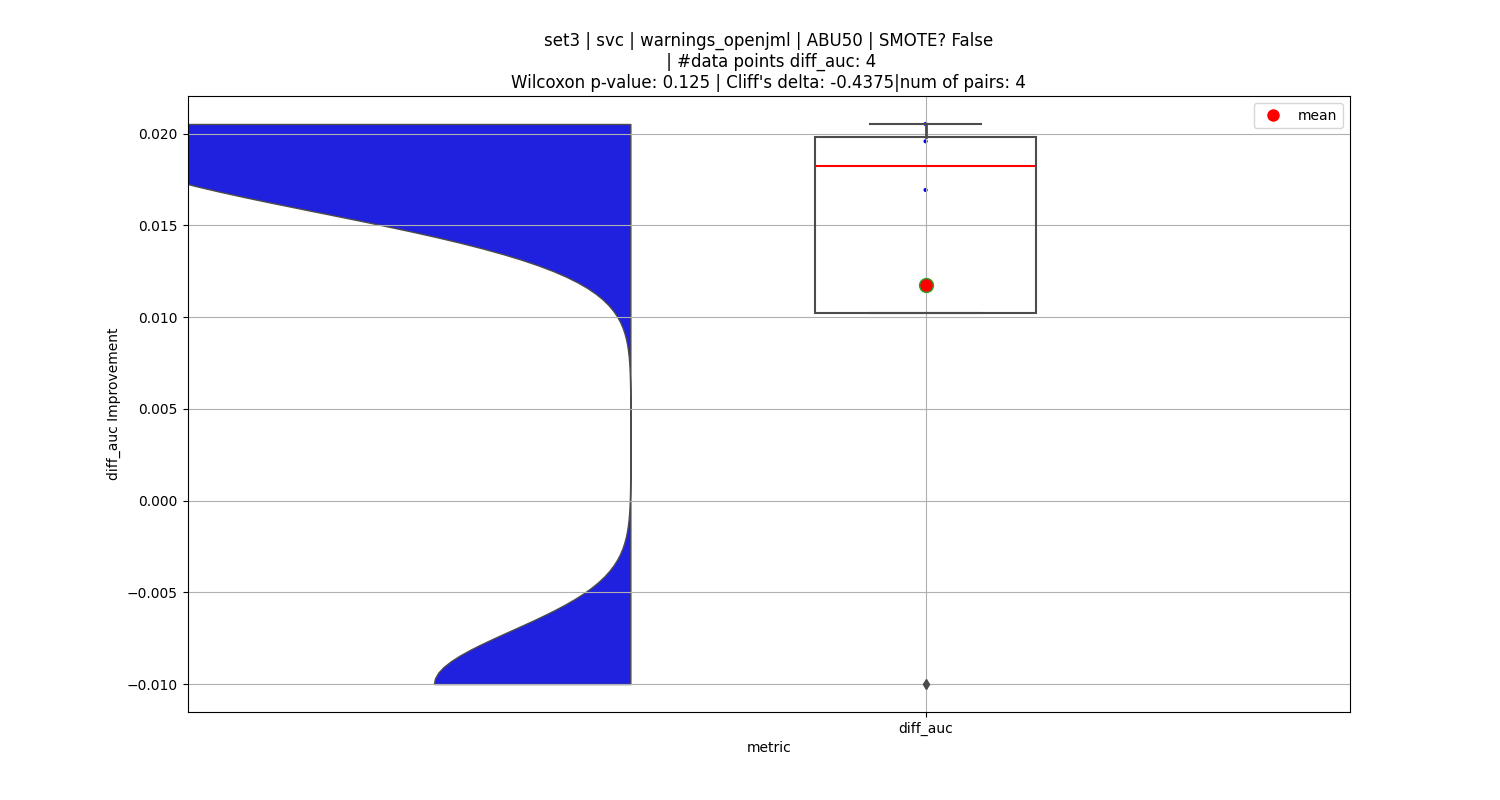 set3 | svc | warnings_openjml | ABU50 | SMOTE? False
| #data points diff_auc: 4
Wilcoxon p-value: 0.125 | Cliff's delta: -0.4375|num of pairs: 4
mean
0.020
0.015
0.010
0.005
0.000
−0.005
−0.010
diff_auc Improvement
diff_auc
metric